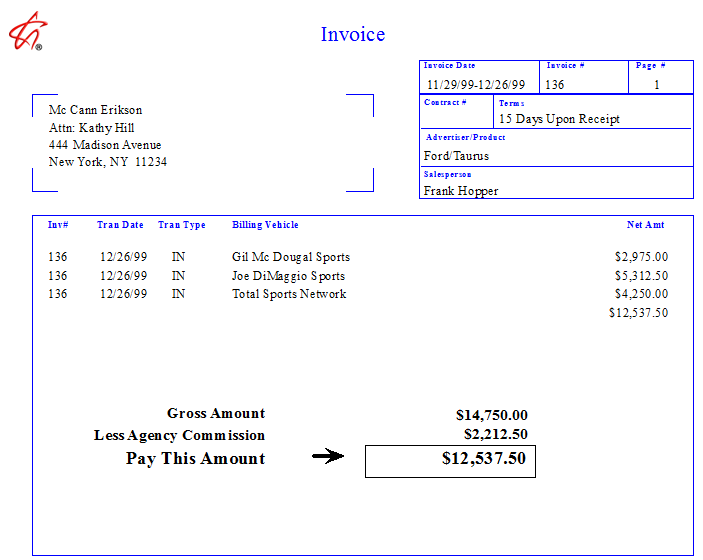 ®
Invoice
Invoice Date Invoice # Page #
11/29/99-12/26/99 136 1
Contract # Terms
15 Days Upon Receipt
Advertiser/Product
Ford/Taurus
Salesperson
Frank Hopper
Mc Cann Erikson
Attn: Kathy Hill
444 Madison Avenue
New York, NY 11234
Inv# Tran Date Tran Type Billing Vehicle Net Amt
136 12/26/99 IN Gil Mc Dougal Sports $2,975.00
136 12/26/99 IN Joe DiMaggio Sports $5,312.50
136 12/26/99 IN Total Sports Network $4,250.00
$12,537.50
Gross Amount $14,750.00
Less Agency Commission $2,212.50
Pay This Amount $12,537.50